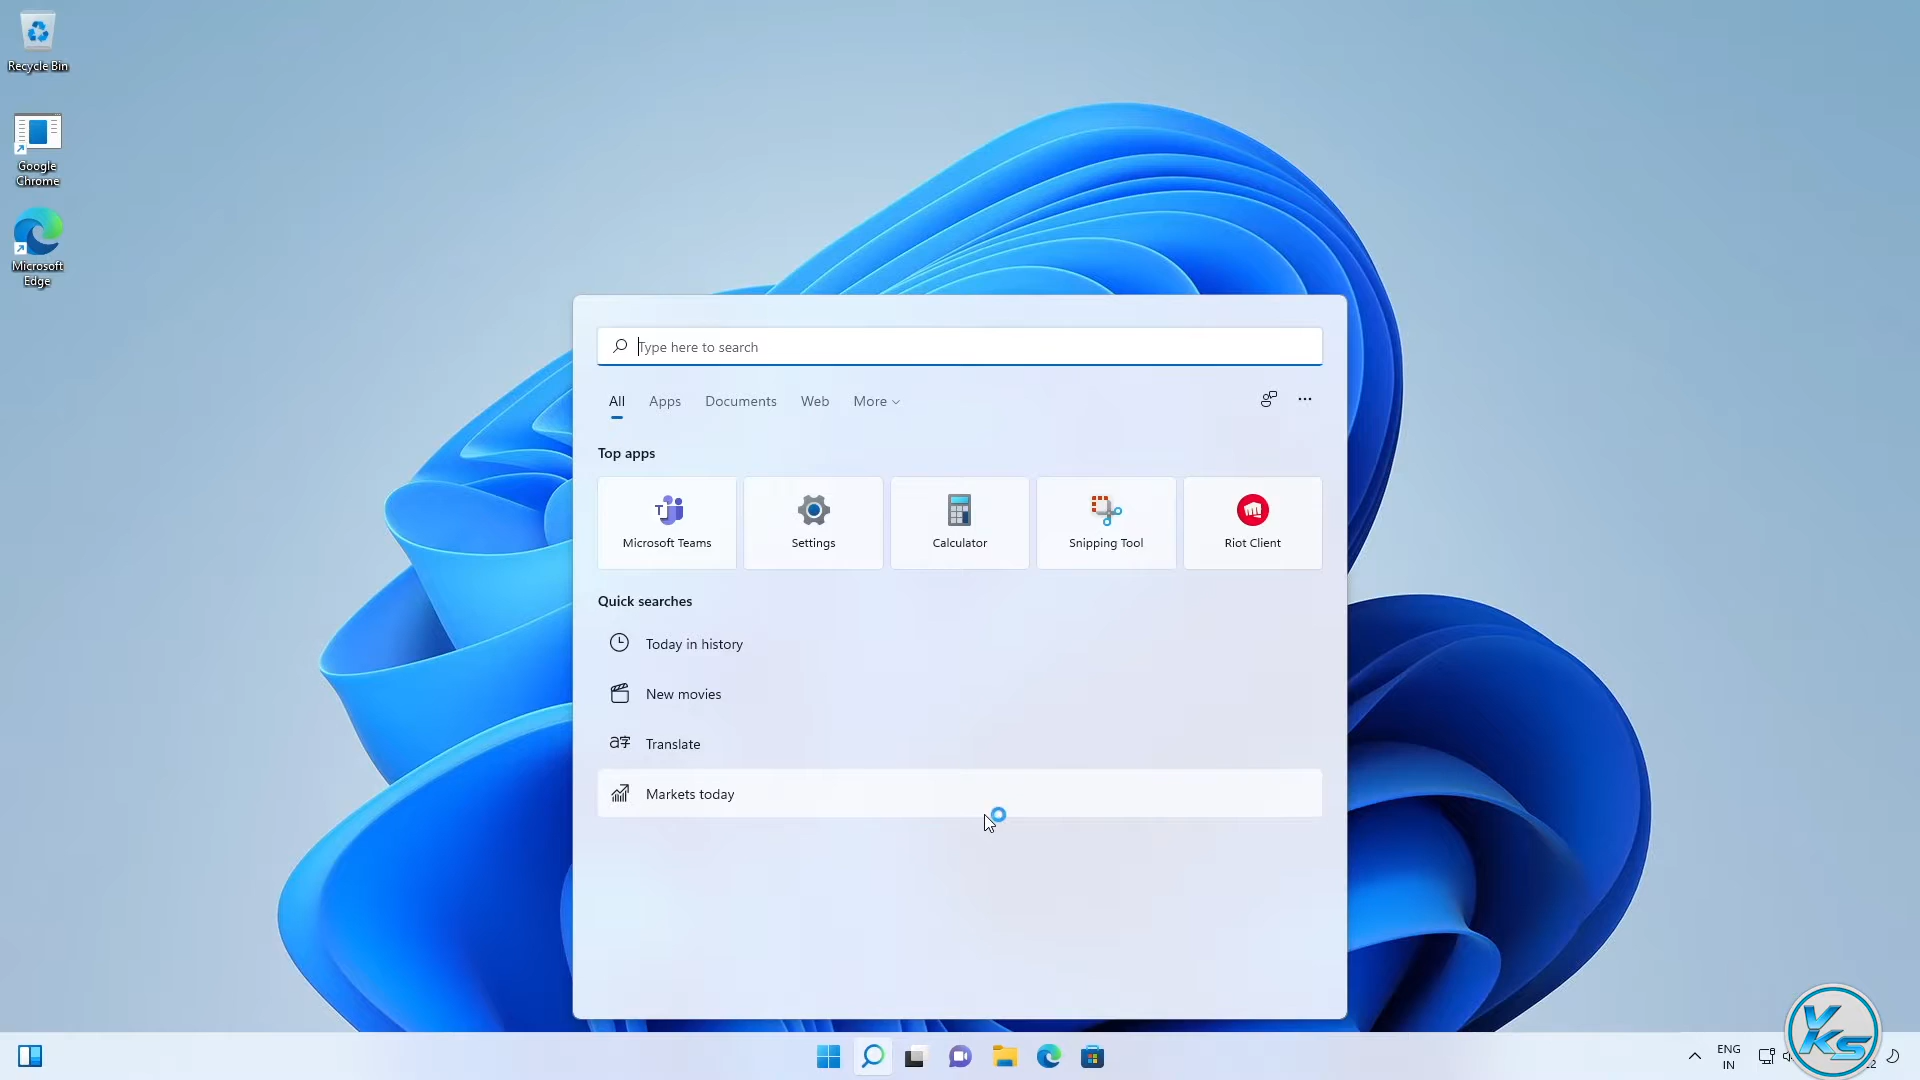 Recycle Bin
Google
Chrome
Microsoft
Edge
Type here to search
All Apps Documents Web More
Top apps
Microsoft Teams Settings Calculator Snipping Tool Riot Client
Quick searches
Today in history
New movies
Translate
Markets today
ENG
IN
VKS